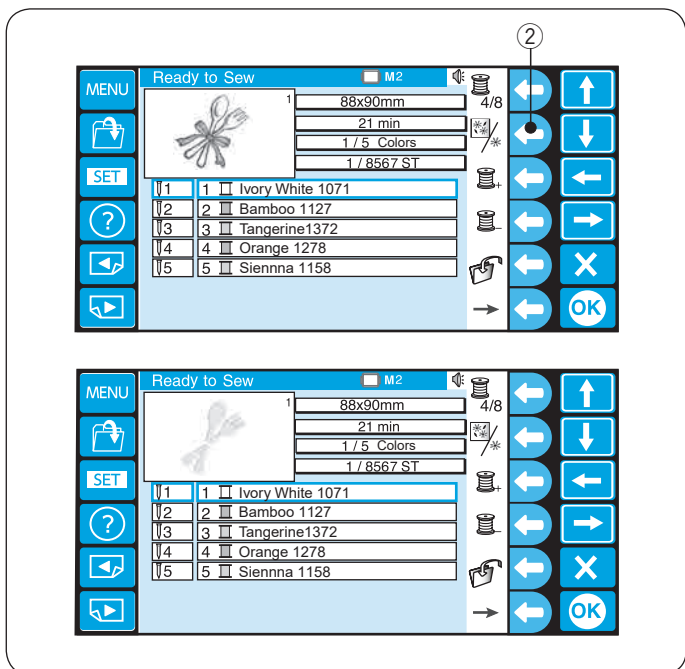 ②
MENU
Ready to Sew
M2
1
88x90mm
4/8
21 min
1 / 5 Colors
SET
1 / 8567 ST
1 1 Ivory White 1071
2 2 Bamboo 1127
?
3 3 Tangerine1372
4 4 Orange 1278
5 5 Siennna 1158
X
OK
MENU
Ready to Sew
M2
1
88x90mm
4/8
21 min
1 / 5 Colors
SET
1 / 8567 ST
1 1 Ivory White 1071
2 2 Bamboo 1127
?
3 3 Tangerine1372
4 4 Orange 1278
5 5 Siennna 1158
X
OK